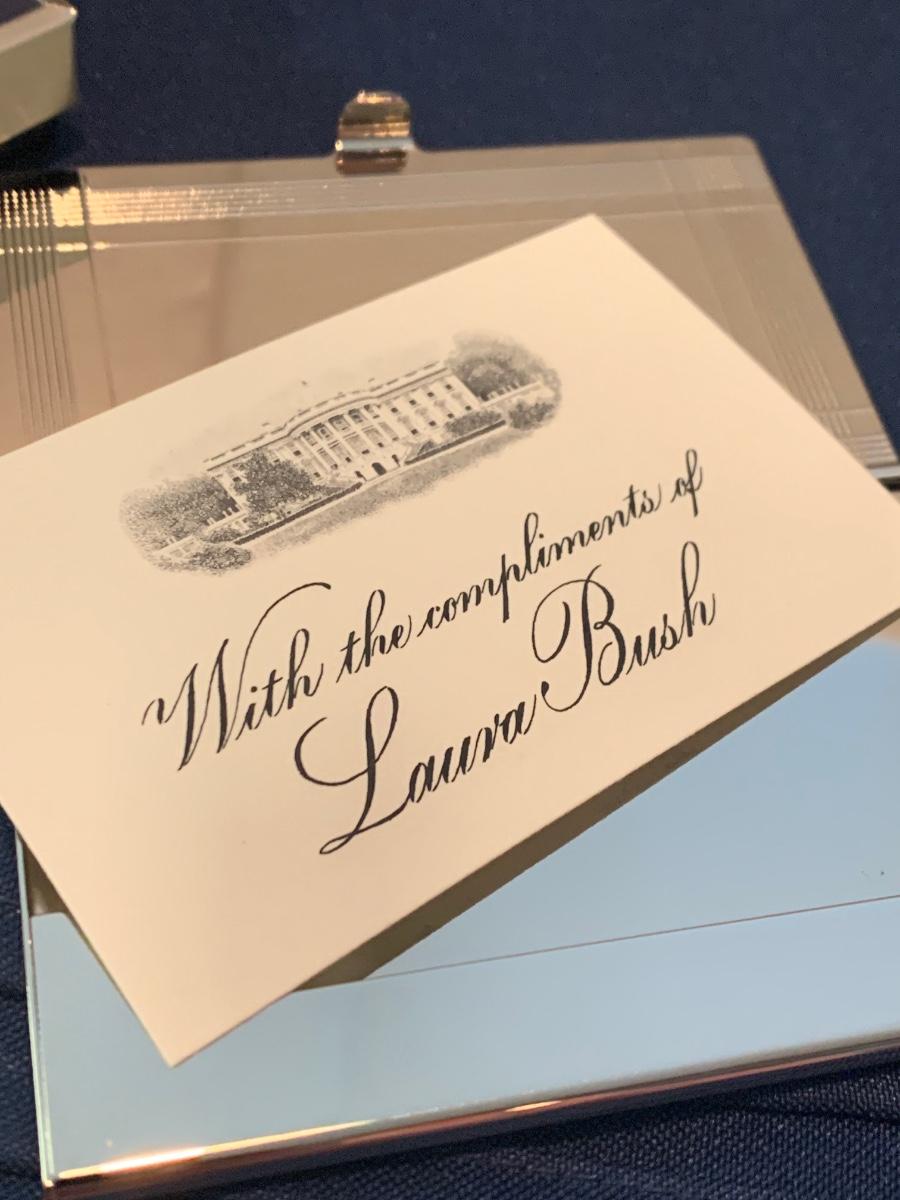 With the compliments of
Laura Bush